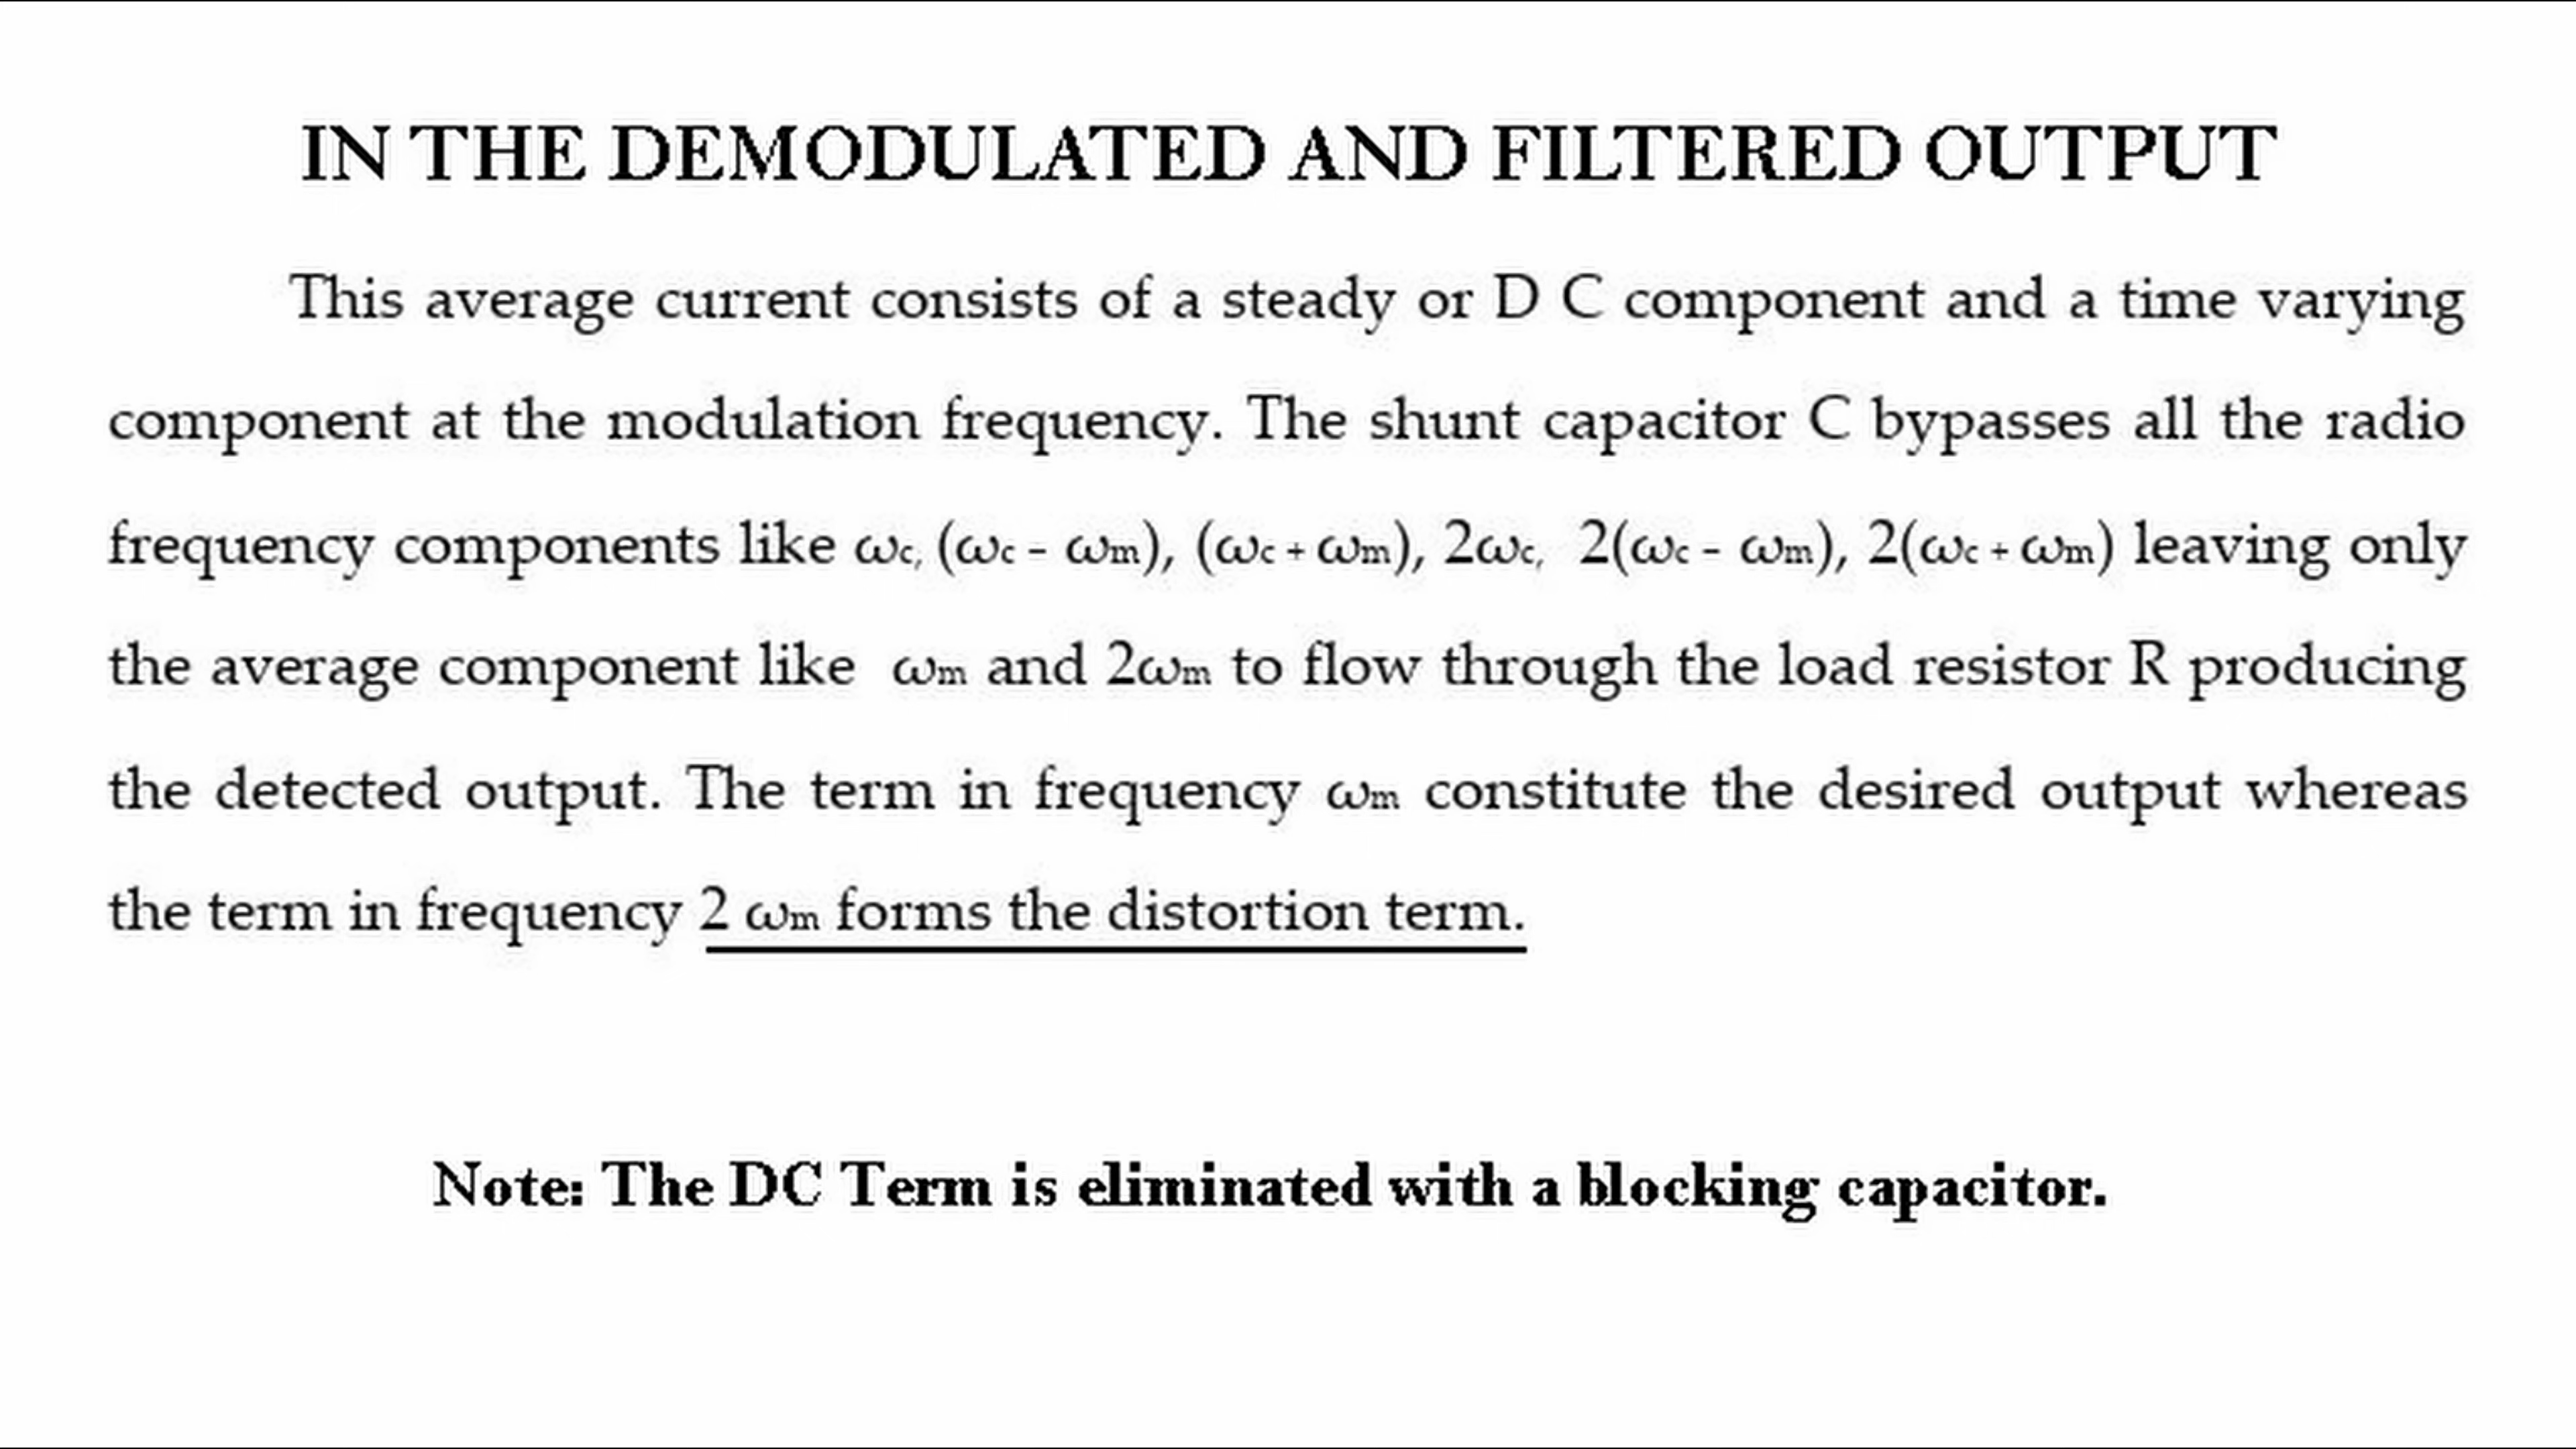 IN THE DEMODULATED AND FILTERED OUTPUT
This average current consists of a steady or D C component and a time varying
component at the modulation frequency. The shunt capacitor C bypasses all the radio
frequency components like ωc, (ωc - ωm), (ωc + ωm), 2ωc, 2(ωc - ωm), 2(ωc + ωm) leaving only
the average component like ωm and 2ωm to flow through the load resistor R producing
the detected output. The term in frequency ωm constitute the desired output whereas
the term in frequency 2 ωm forms the distortion term.
Note: The DC Term is eliminated with a blocking capacitor.